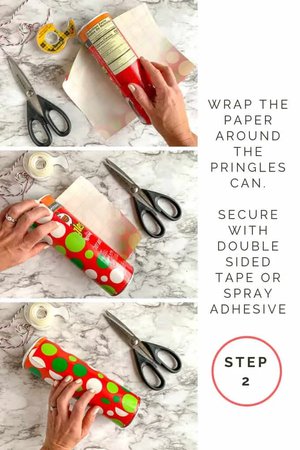 WRAP THE
PAPER
AROUND
THE
PRINGLES
CAN.
SECURE
WITH
DOUBLE
SIDED
TAPE OR
SPRAY
ADHESIVE
STEP
2